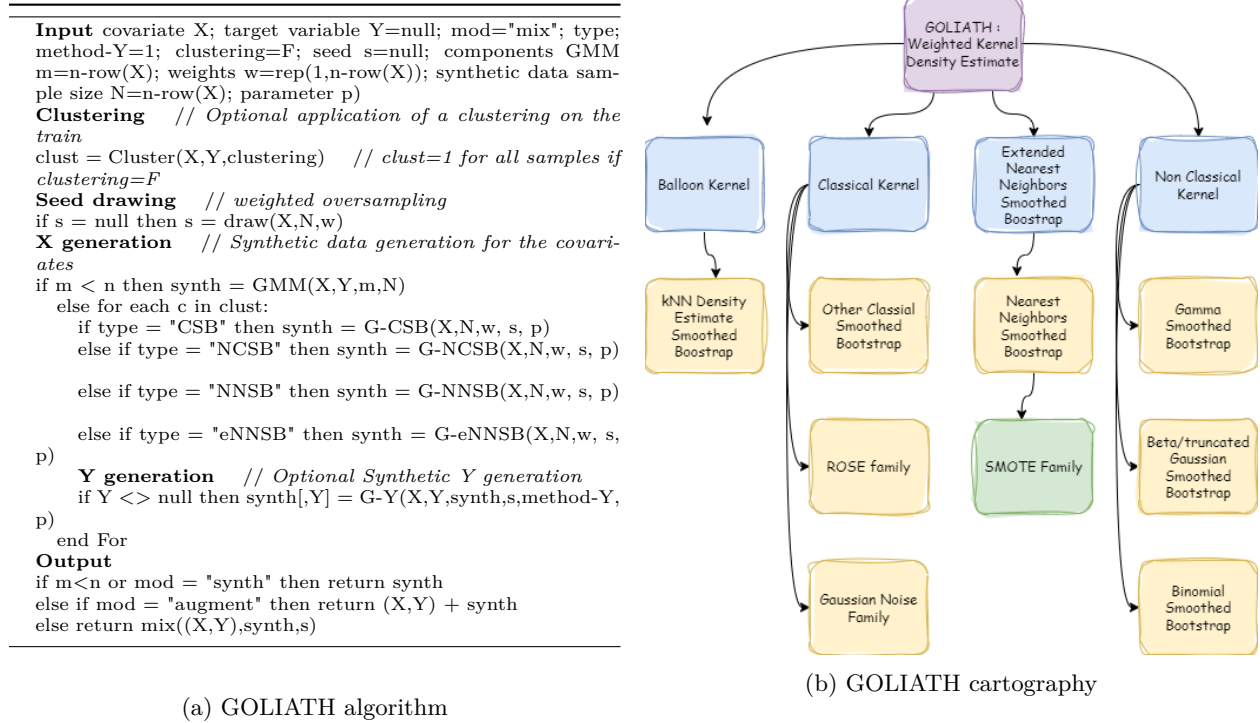 Input covariate X; target variable Y=null; mod="mix"; type;
method-Y=1; clustering=F; seed s=null; components GMM
m=n-row(X); weights w=rep(1,n-row(X)); synthetic data sam-
ple size N=n-row(X); parameter p)
Clustering // Optional application of a clustering on the
train
clust = Cluster(X,Y,clustering) // clust=1 for all samples if
clustering=F
Seed drawing // weighted oversampling
if s = null then s = draw(X,N,w)
X generation // Synthetic data generation for the covari-
ates
if m < n then synth = GMM(X,Y,m,N)
else for each c in clust:
if type = "CSB" then synth = G-CSB(X,N,w, s, p)
else if type = "NCSB" then synth = G-NCSB(X,N,w, s, p)
else if type = "NNSB" then synth = G-NNSB(X,N,w, s, p)
else if type = "eNNSB" then synth = G-eNNSB(X,N,w, s,
p)
Y generation // Optional Synthetic Y generation
if Y <> null then synth[,Y] = G-Y(X,Y,synth,s,method-Y,
p)
end For
Output
if m<n or mod = "synth" then return synth
else if mod = "augment" then return (X,Y) + synth
else return mix((X,Y),synth,s)
(a) GOLIATH algorithm
GOLIATH :
Weighted Kernel
Density Estimate
Balloon Kernel
Classical Kernel
Extended
Nearest
Neighbors
Smoothed
Boostrap
Non Classical
Kernel
kNN Density
Estimate
Smoothed
Boostrap
Other Classial
Smoothed
Bootstrap
Nearest
Neighbors
Smoothed
Boostrap
Gamma
Smoothed
Bootstrap
ROSE family
SMOTE Family
Beta/truncated
Gaussian
Smoothed
Bootstrap
Gaussian Noise
Family
Binomial
Smoothed
Bootstrap
(b) GOLIATH cartography